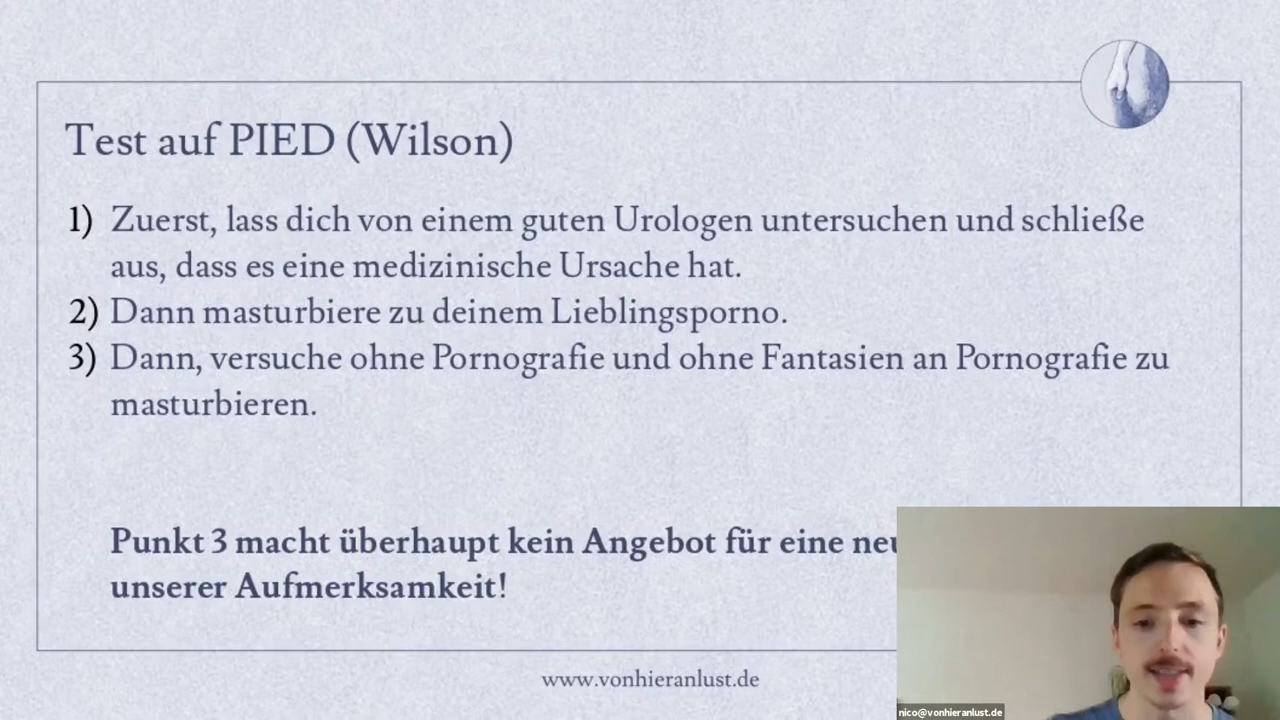 Test auf PIED (Wilson)
1) Zuerst, lass dich von einem guten Urologen untersuchen und schließe
aus, dass es eine medizinische Ursache hat.
2) Dann masturbiere zu deinem Lieblingsporno.
3) Dann, versuche ohne Pornografie und ohne Fantasien an Pornografie zu
masturbieren.
Punkt 3 macht überhaupt kein Angebot für eine
unserer Aufmerksamkeit!
www.vonhieranlust.de
nico@vonhieranlust.de